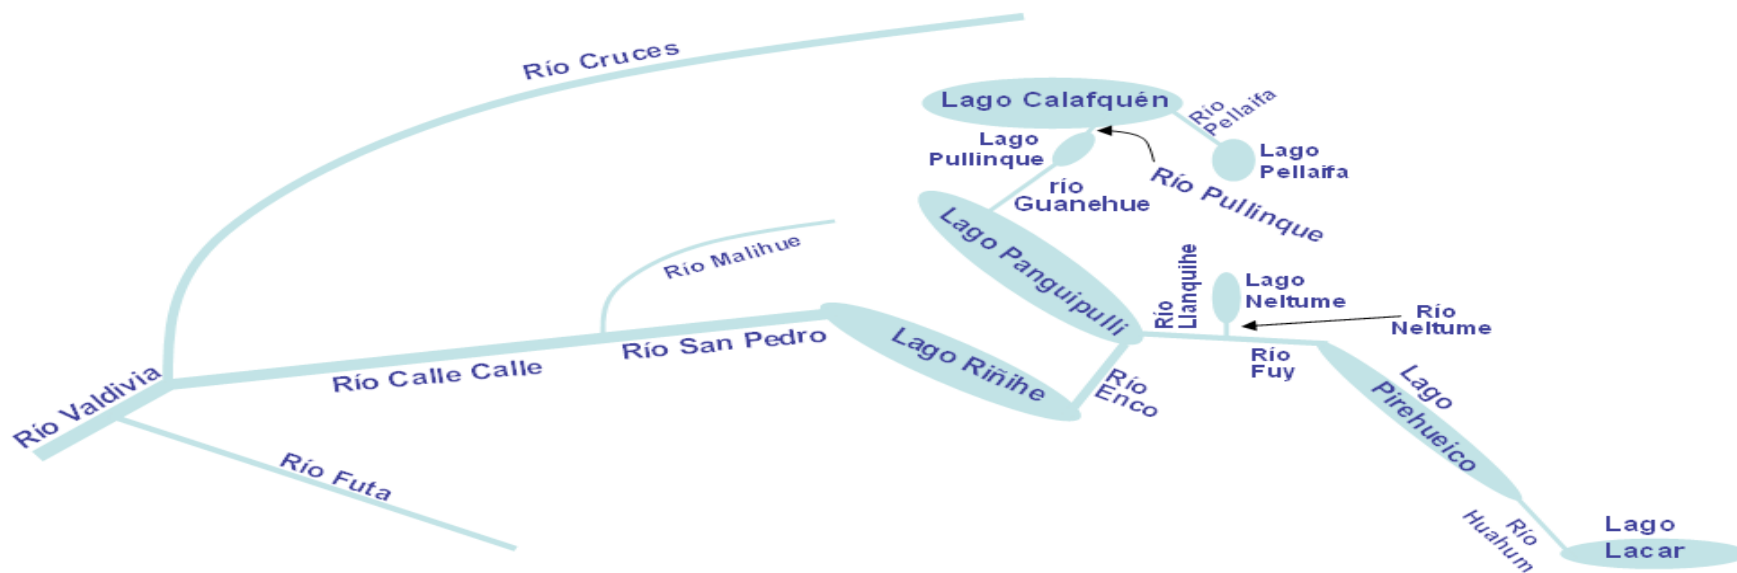 Río Cruces
Lago Calafquén
Río
Pellaifa
Lago
Pullinque
Lago
Pellaifa
Río Pullinque
río
Guanehue
Lago Panguipulli
Río Malihue
Río
Llanquihe
Lago
Neltume
Río
Neltume
Río San Pedro
Lago Riñihe
Río
Enco
Río
Fuy
Lago
Pirehueico
Río Calle Calle
Río Valdivia
Río Futa
Río
Huahum
Lago
Lacar